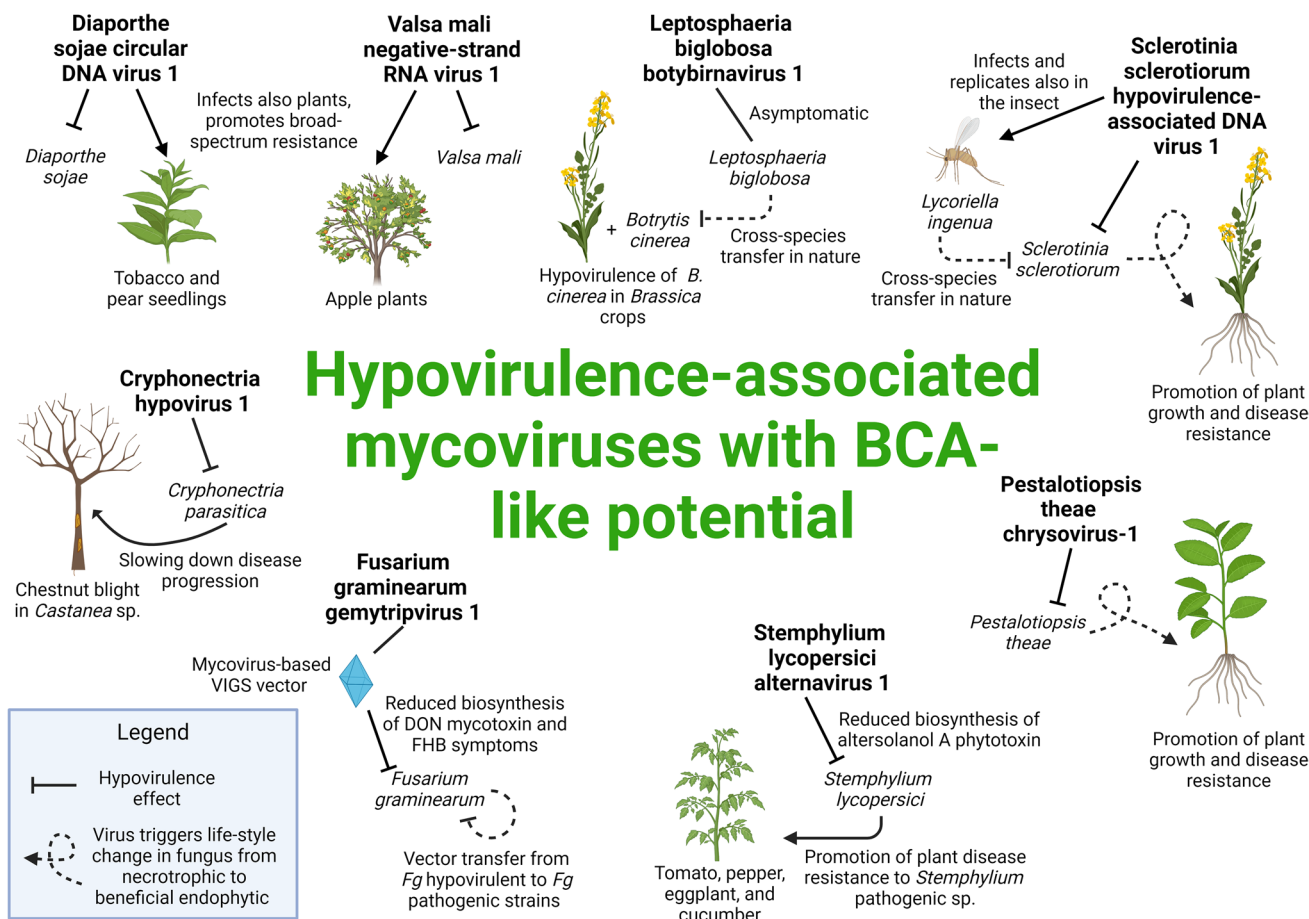 Diaporthe
sojae circular
DNA virus 1
Diaporthe
sojae
Tobacco and
pear seedlings
Infects also plants,
promotes broad-
spectrum resistance
Valsa mali
negative-strand
RNA virus 1
Valsa mali
Apple plants
Leptosphaeria
biglobosa
botybirnavirus 1
Asymptomatic
Leptosphaeria
biglobosa
+ Botrytis
cinerea
Cross-species
transfer in nature
Hypovirulence of B.
cinerea in Brassica
crops
Sclerotinia
sclerotiorum
hypovirulence-
associated DNA
virus 1
Infects and
replicates also in
the insect
Lycoriella
ingenua
Sclerotinia
sclerotiorum
Cross-species
transfer in nature
Promotion of plant
growth and disease
resistance
Hypovirulence-associated
mycoviruses with BCA-
like potential
Cryphonectria
hypovirus 1
Cryphonectria
parasitica
Slowing down disease
progression
Chestnut blight
in Castanea sp.
Fusarium
graminearum
gemytripvirus 1
Mycovirus-based
VIGS vector
Reduced biosynthesis
of DON mycotoxin and
FHB symptoms
Fusarium
graminearum
Vector transfer from
Fg hypovirulent to Fg
pathogenic strains
Stemphylium
lycopersici
alternavirus 1
Reduced biosynthesis of
altersolanol A phytotoxin
Stemphylium
lycopersici
Promotion of plant disease
resistance to Stemphylium
pathogenic sp.
Tomato, pepper,
eggplant, and
cucumber
Pestalotiopsis
theae
chrysovirus-1
Pestalotiopsis
theae
Promotion of plant
growth and disease
resistance
Legend
Hypovirulence
effect
Virus triggers life-style
change in fungus from
necrotrophic to
beneficial endophytic